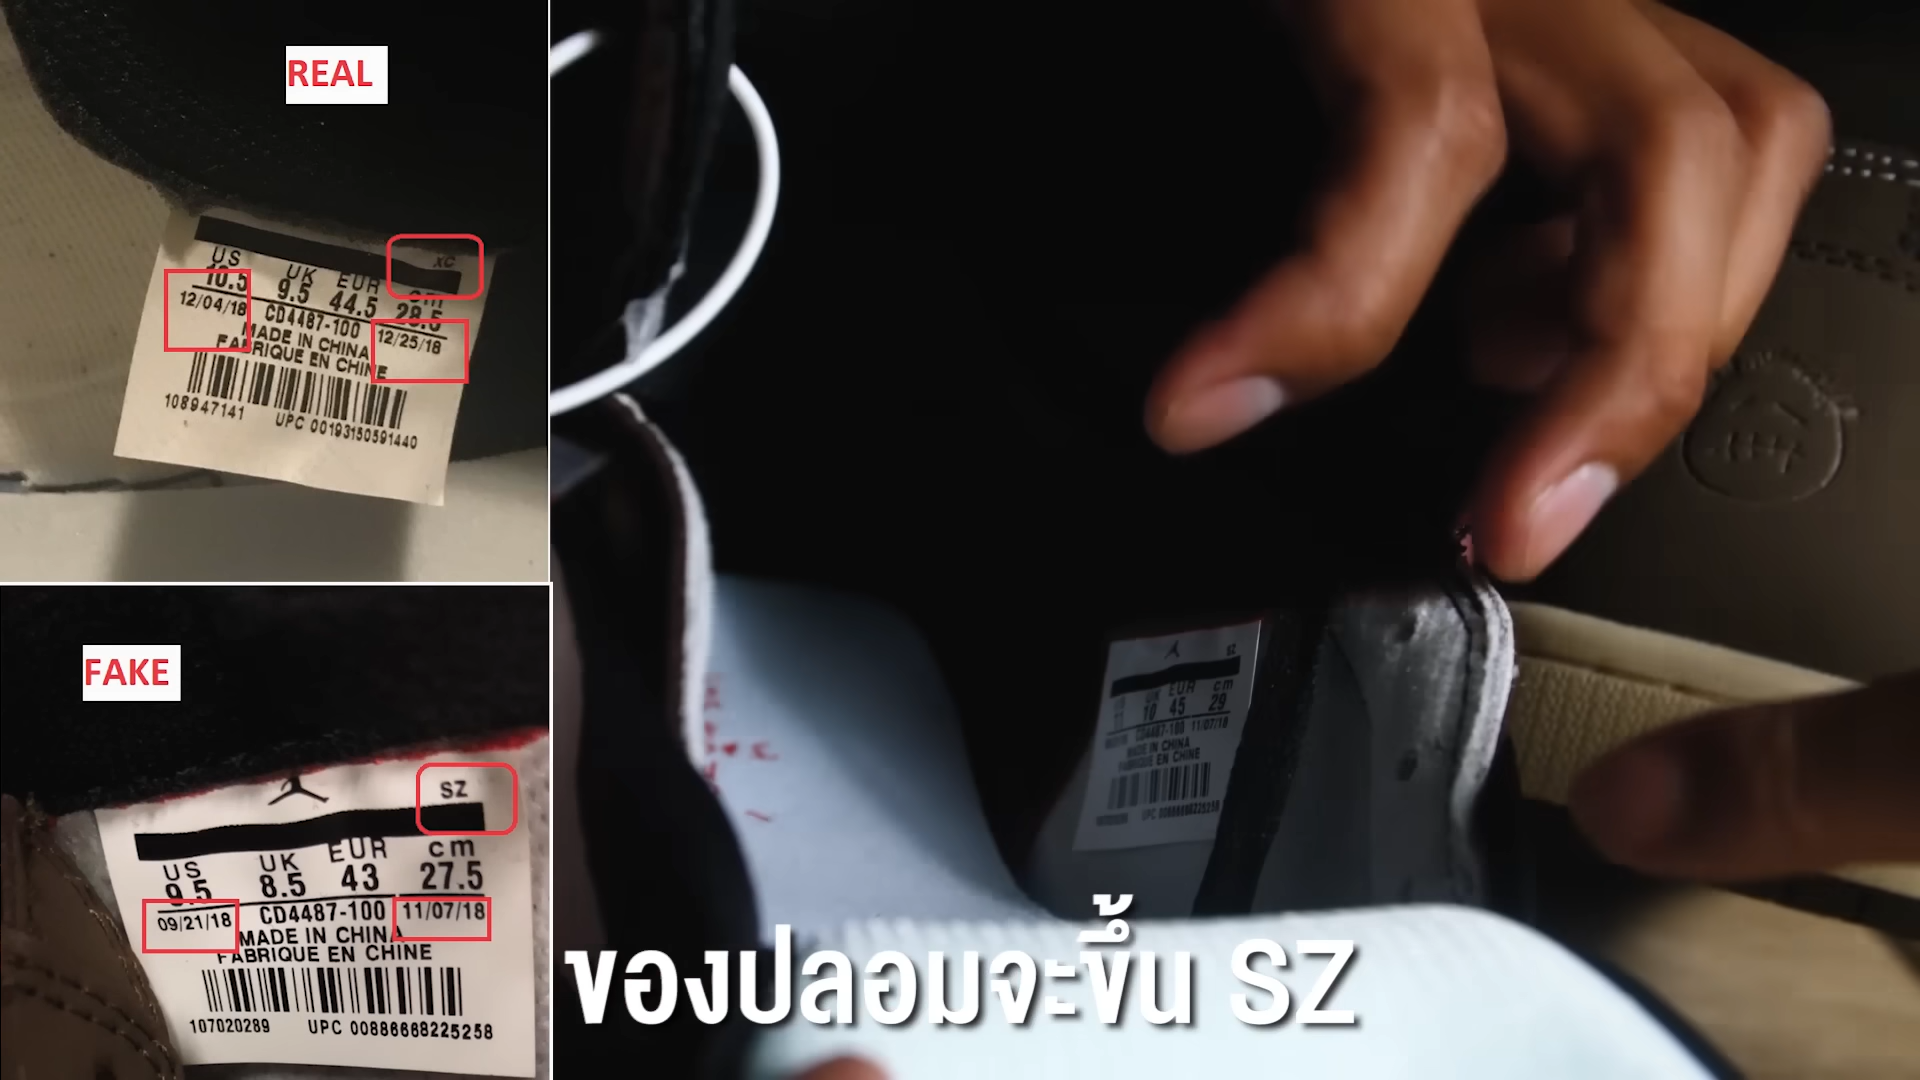 REAL
XC
US UK EUR cm
10.5 9.5 44.5 28.5
12/04/18 CD4487-100 12/25/18
MADE IN CHINA
FABRIQUE EN CHINE
108947141 UPC 00193150591440
FAKE
SZ
US UK EUR cm
9.5 8.5 43 27.5
09/21/18 CD4487-100 11/07/18
MADE IN CHINA
FABRIQUE EN CHINE
107020289 UPC 00886668225258
SZ
UK EUR cm
10 45 29
CD4487-100 11/07/18
MADE IN CHINA
FABRIQUE EN CHINE
UPC 00886668225258
ของปลอมจะขึ้น SZ